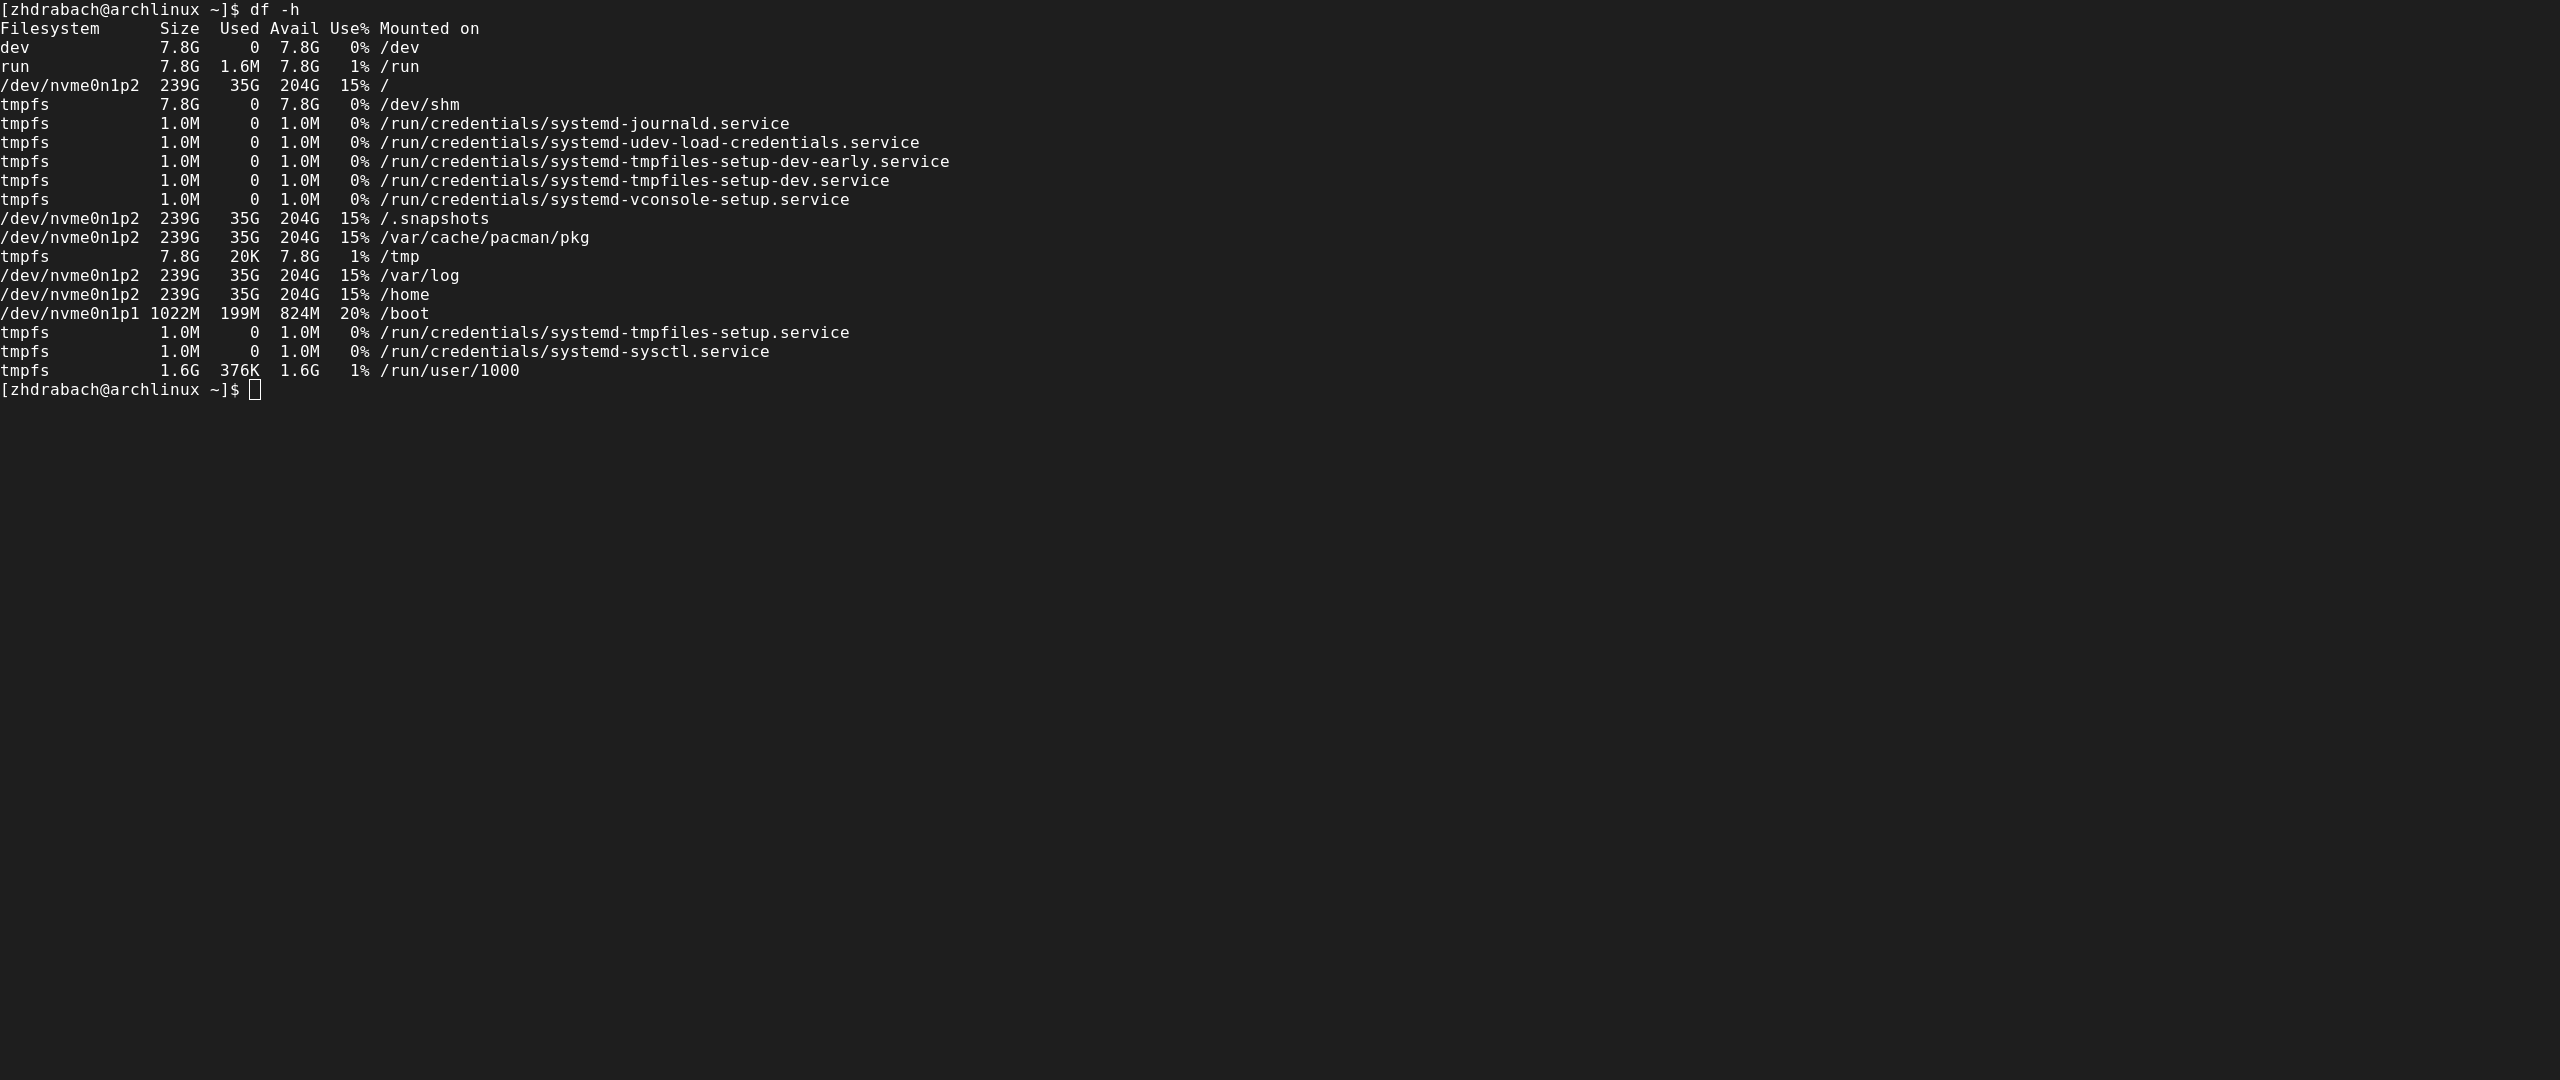 [zhdrabach@archlinux ~]$ df -h
Filesystem      Size  Used Avail Use% Mounted on
dev             7.8G     0  7.8G   0% /dev
run             7.8G  1.6M  7.8G   1% /run
/dev/nvme0n1p2  239G   35G  204G  15% /
tmpfs           7.8G     0  7.8G   0% /dev/shm
tmpfs           1.0M     0  1.0M   0% /run/credentials/systemd-journald.service
tmpfs           1.0M     0  1.0M   0% /run/credentials/systemd-udev-load-credentials.service
tmpfs           1.0M     0  1.0M   0% /run/credentials/systemd-tmpfiles-setup-dev-early.service
tmpfs           1.0M     0  1.0M   0% /run/credentials/systemd-tmpfiles-setup-dev.service
tmpfs           1.0M     0  1.0M   0% /run/credentials/systemd-vconsole-setup.service
/dev/nvme0n1p2  239G   35G  204G  15% /.snapshots
/dev/nvme0n1p2  239G   35G  204G  15% /var/cache/pacman/pkg
tmpfs           7.8G   20K  7.8G   1% /tmp
/dev/nvme0n1p2  239G   35G  204G  15% /var/log
/dev/nvme0n1p2  239G   35G  204G  15% /home
/dev/nvme0n1p1 1022M  199M  824M  20% /boot
tmpfs           1.0M     0  1.0M   0% /run/credentials/systemd-tmpfiles-setup.service
tmpfs           1.0M     0  1.0M   0% /run/credentials/systemd-sysctl.service
tmpfs           1.6G  376K  1.6G   1% /run/user/1000
[zhdrabach@archlinux ~]$